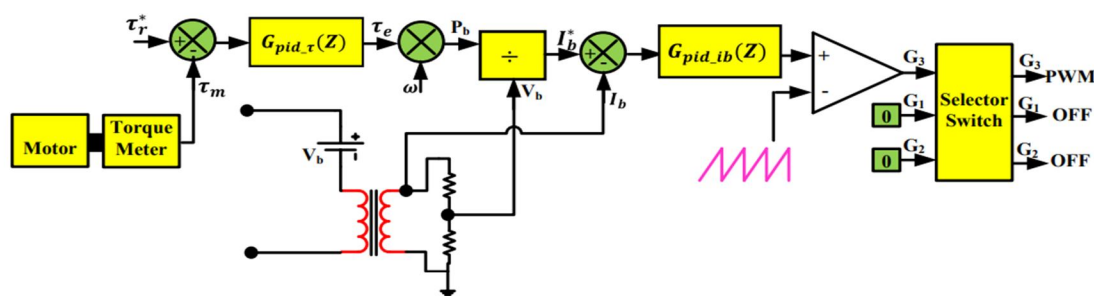 τ*r
+
-
Gpid_τ(Z)
τe
Pb
÷
I*b
+
-
Gpid_ib(Z)
+
-
G3
Selector
Switch
G3
PWM
0
G1
G1
OFF
0
G2
G2
OFF
τm
ω
Vb
Ib
Motor
Torque
Meter
Vb
+
-